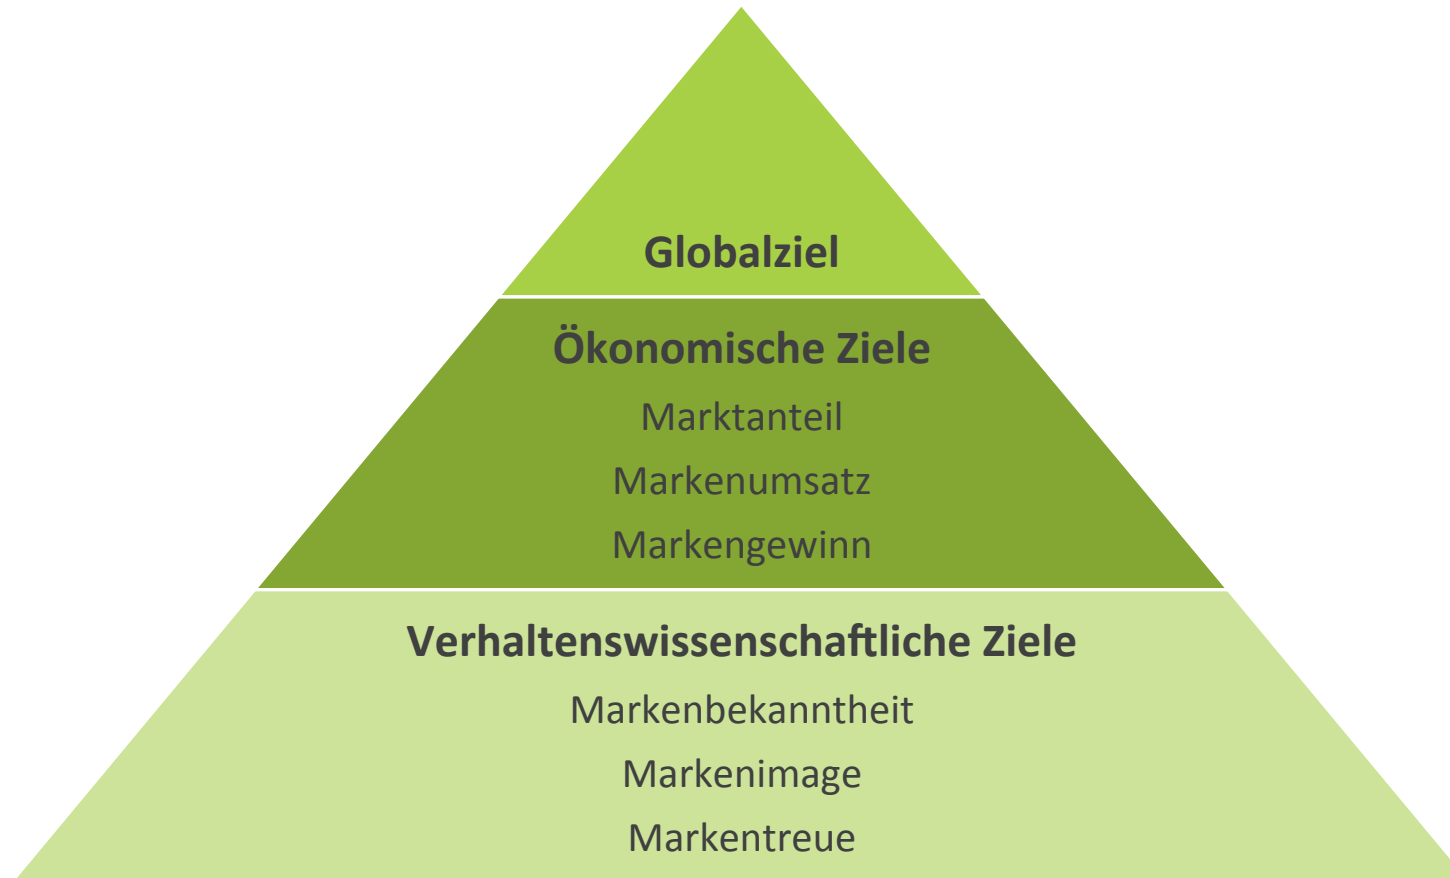 Globalziel
Ökonomische Ziele
Marktanteil
Markenumsatz
Markengewinn
Verhaltenswissenschaftliche Ziele
Markenbekanntheit
Markenimage
Markentreue